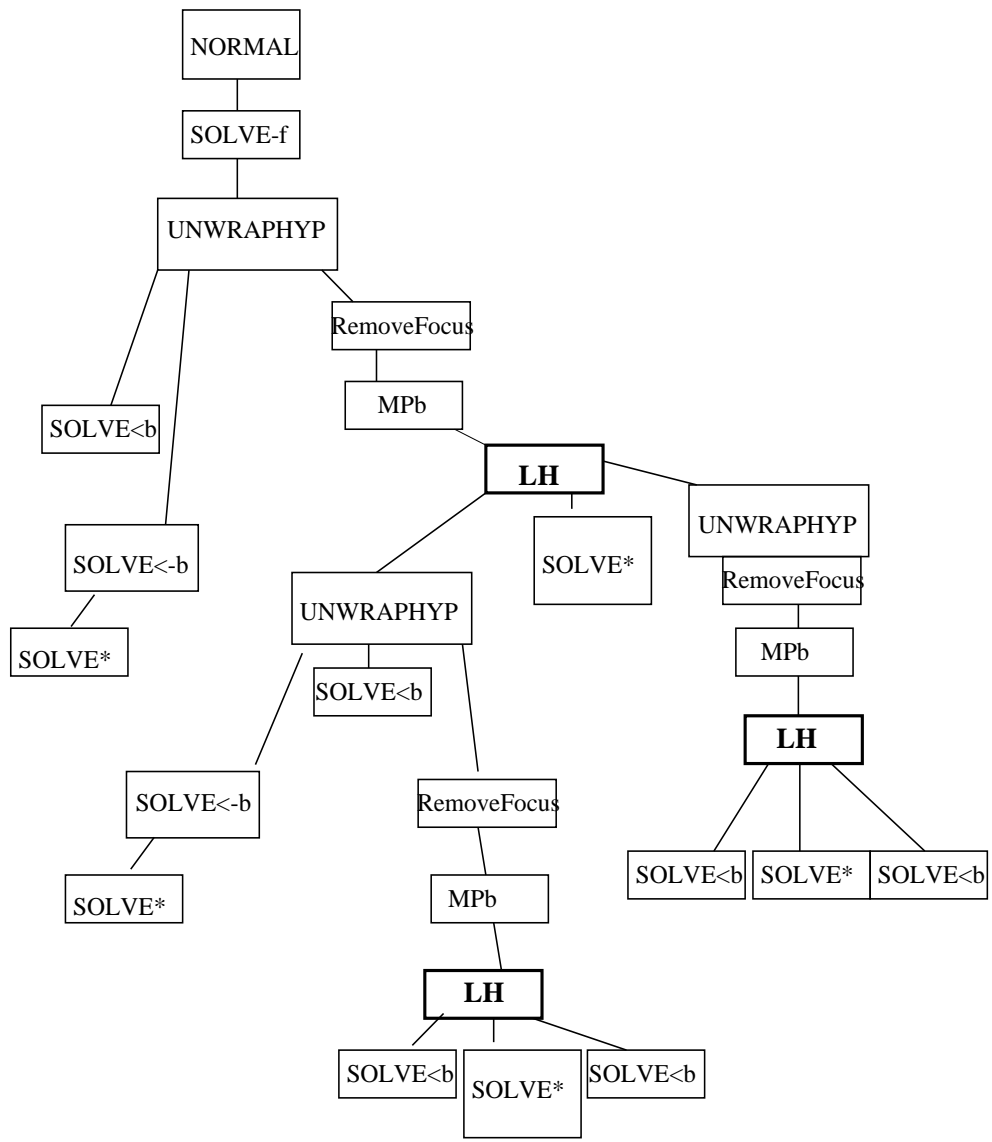 NORMAL
SOLVE-f
UNWRAPHYP
RemoveFocus
MPb
SOLVE<b
LH
UNWRAPHYP
SOLVE<-b
SOLVE*
RemoveFocus
UNWRAPHYP
SOLVE*
MPb
SOLVE<b
LH
SOLVE<-b
RemoveFocus
SOLVE<b
SOLVE*
SOLVE<b
SOLVE*
MPb
LH
SOLVE<b
SOLVE*
SOLVE<b